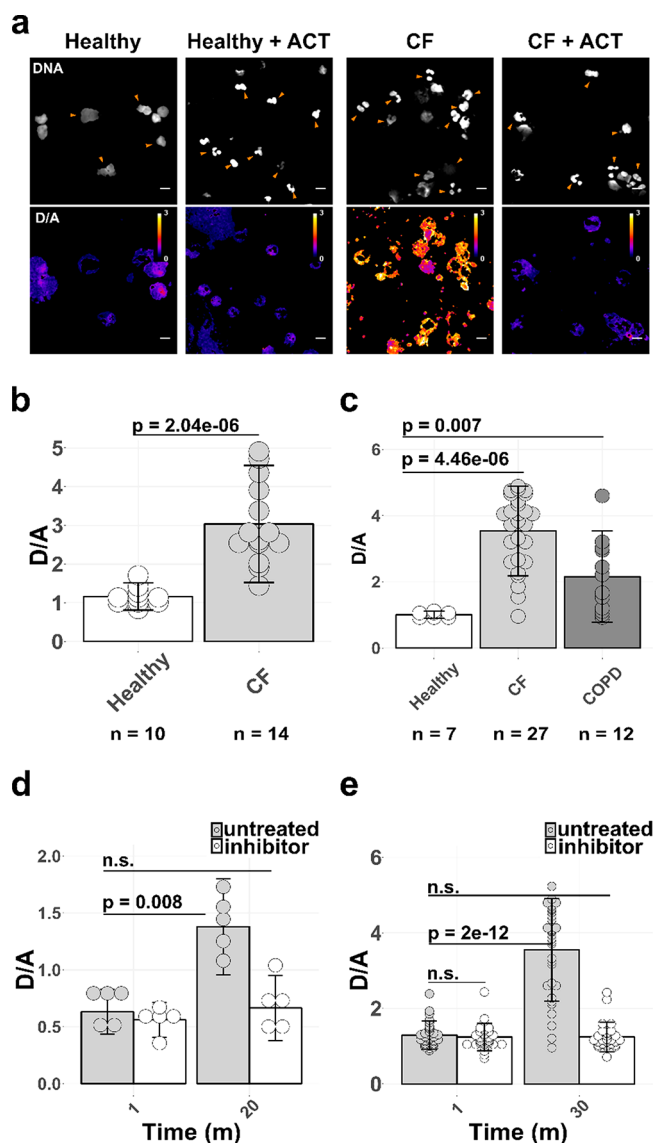 a
Healthy Healthy + ACT CF CF + ACT
DNA
D/A 3 3 3 3
0 0 0 0
b
p = 2.04e-06
5
4
3
2
1
0
D/A
Healthy CF
n = 10 n = 14
c
p = 0.007
p = 4.46e-06
6
4
2
0
D/A
Healthy CF COPD
n = 7 n = 27 n = 12
d
untreated
inhibitor
2.0
n.s.
p = 0.008
1.5
1.0
0.5
0.0
D/A
1 20
Time (m)
e
untreated
inhibitor
6
n.s.
4
p = 2e-12
n.s.
2
0
D/A
1 30
Time (m)